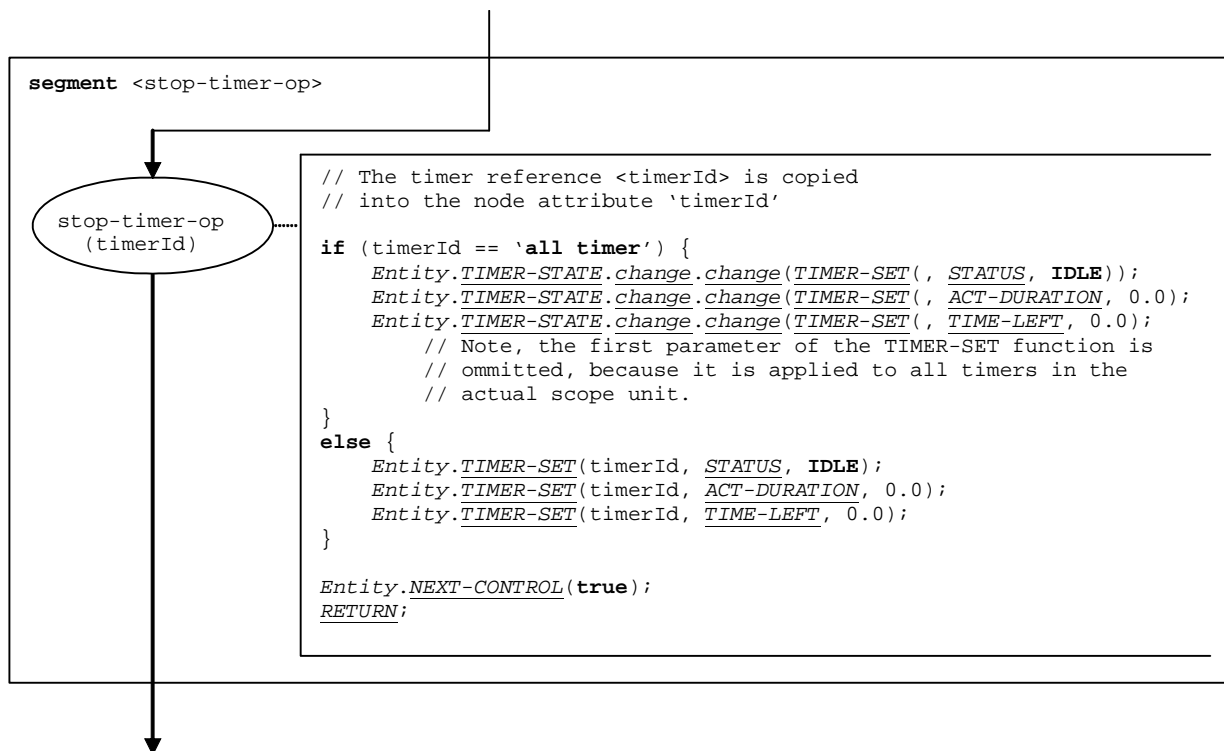 segment <stop-timer-op>
stop-timer-op
(timerId)
// The timer reference <timerId> is copied
// into the node attribute ‘timerId’
if (timerId == ‘all timer’) {
Entity.TIMER-STATE.change.change(TIMER-SET(, STATUS, IDLE));
Entity.TIMER-STATE.change.change(TIMER-SET(, ACT-DURATION, 0.0);
Entity.TIMER-STATE.change.change(TIMER-SET(, TIME-LEFT, 0.0);
// Note, the first parameter of the TIMER-SET function is
// ommitted, because it is applied to all timers in the
// actual scope unit.
}
else {
Entity.TIMER-SET(timerId, STATUS, IDLE);
Entity.TIMER-SET(timerId, ACT-DURATION, 0.0);
Entity.TIMER-SET(timerId, TIME-LEFT, 0.0);
}
Entity.NEXT-CONTROL(true);
RETURN;